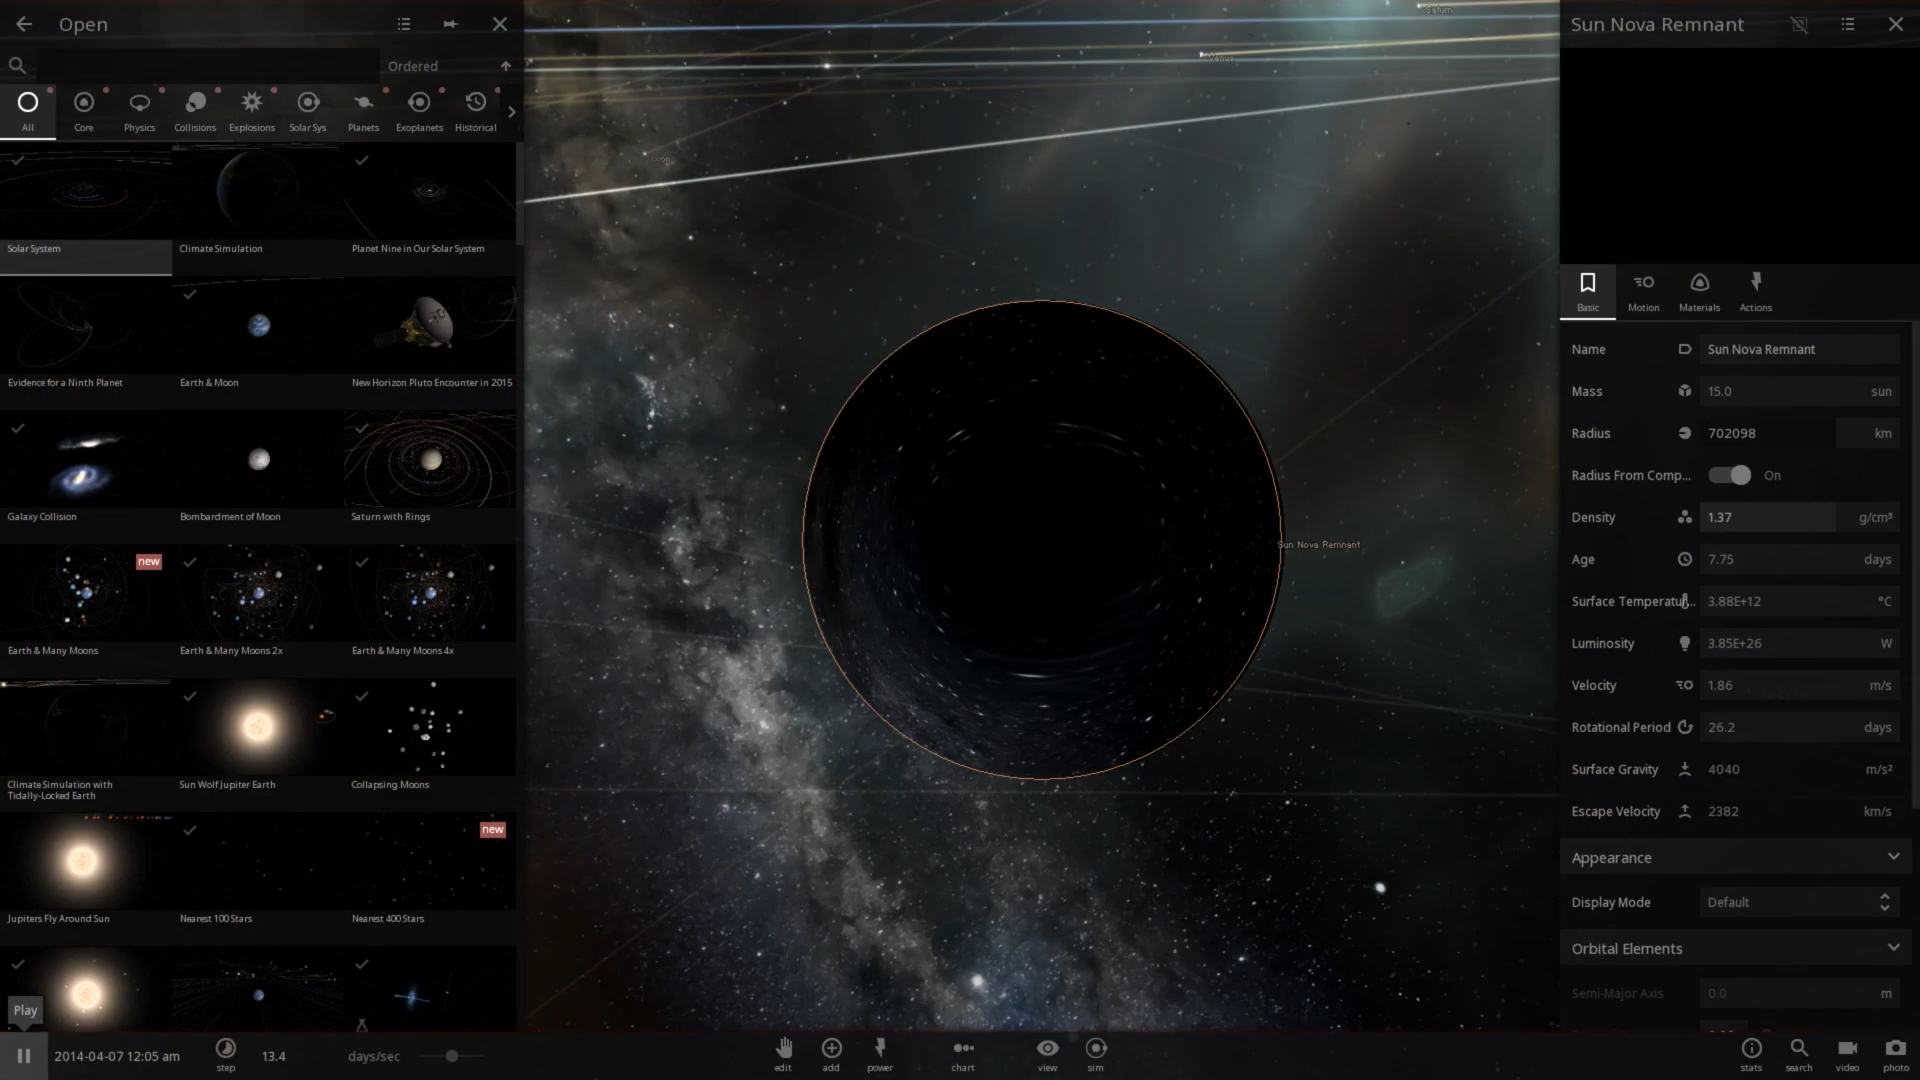 Open
Ordered
All
Core
Physics
Collisions
Explosions
Solar Sys
Planets
Exoplanets
Historical
Solar System
Climate Simulation
Planet Nine in Our Solar System
Evidence for a Ninth Planet
Earth & Moon
New Horizon Pluto Encounter in 2015
Galaxy Collision
Bombardment of Moon
Saturn with Rings
new
Earth & Many Moons
Earth & Many Moons 2x
Earth & Many Moons 4x
Climate Simulation with
Tidally-Locked Earth
Sun Wolf Jupiter Earth
Collapsing Moons
new
Jupiters Fly Around Sun
Nearest 100 Stars
Nearest 400 Stars
Play
2014-04-07 12:05 am
step
13.4
days/sec
Saturn
Venus
Ixion
Sun Nova Remnant
edit
add
power
chart
view
sim
Sun Nova Remnant
Basic
Motion
Materials
Actions
Name
Sun Nova Remnant
Mass
15.0
sun
Radius
702098
km
Radius From Comp...
On
Density
1.37
g/cm³
Age
7.75
days
Surface Temperatur...
3.88E+12
°C
Luminosity
3.85E+26
W
Velocity
1.86
m/s
Rotational Period
26.2
days
Surface Gravity
4040
m/s²
Escape Velocity
2382
km/s
Appearance
Display Mode
Default
Orbital Elements
Semi-Major Axis
0.0
m
stats
search
video
photo